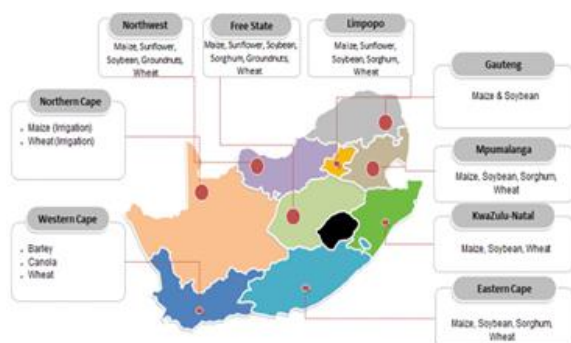 Northwest
Maize, Sunflower,
Soybean, Groundnuts,
Wheat
Free State
Maize, Sunflower, Soybean,
Sorghum, Groundnuts,
Wheat
Limpopo
Maize, Sunflower,
Soybean, Sorghum,
Wheat
Gauteng
Maize & Soybean
Northern Cape
• Maize (Irrigation)
• Wheat (Irrigation)
Mpumalanga
Maize, Soybean, Sorghum,
Wheat
Western Cape
• Barley
• Canola
• Wheat
KwaZulu-Natal
Maize, Soybean, Wheat
Eastern Cape
Maize, Soybean, Sorghum,
Wheat